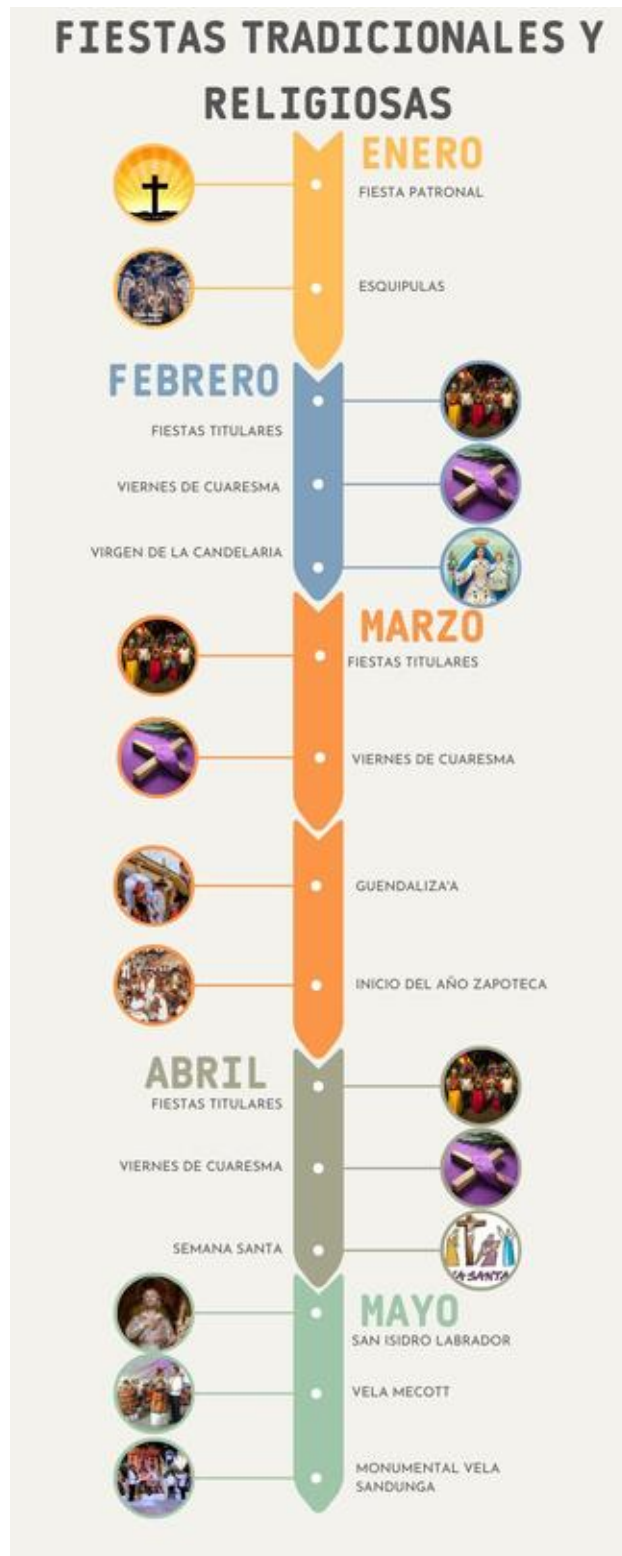 FIESTAS TRADICIONALES Y
RELIGIOSAS
ENERO
FIESTA PATRONAL
ESQUIPULAS
FEBRERO
FIESTAS TITULARES
VIERNES DE CUARESMA
VIRGEN DE LA CANDELARIA
MARZO
FIESTAS TITULARES
VIERNES DE CUARESMA
GUENDALIZA'A
INICIO DEL AÑO ZAPOTECA
ABRIL
FIESTAS TITULARES
VIERNES DE CUARESMA
SEMANA SANTA
A SANTA
MAYO
SAN ISIDRO LABRADOR
VELA MECOTT
MONUMENTAL VELA
SANDUNGA